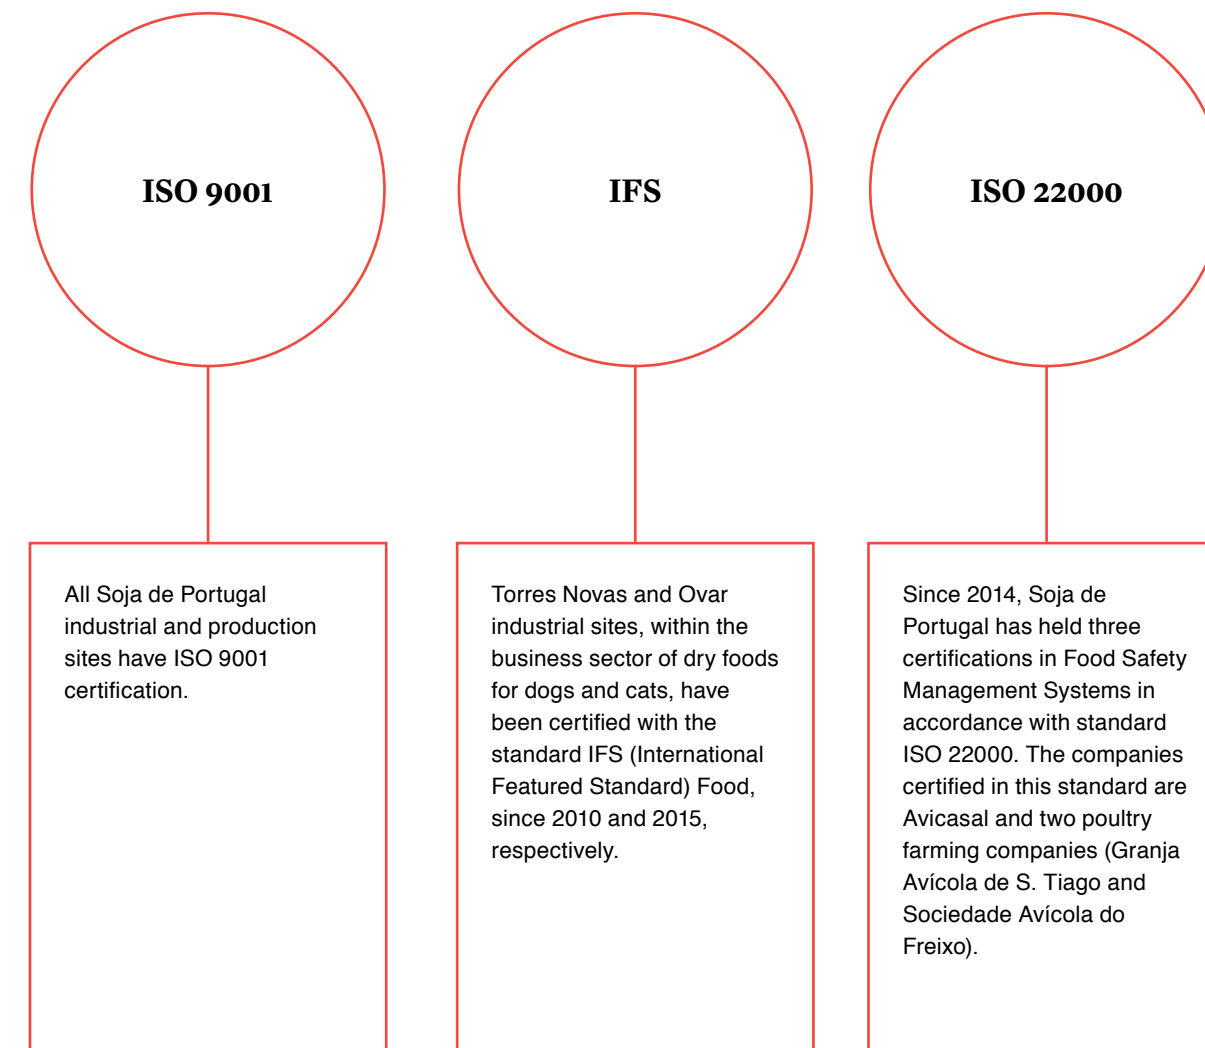 ISO 9001
All Soja de Portugal
industrial and production
sites have ISO 9001
certification.
IFS
Torres Novas and Ovar
industrial sites, within the
business sector of dry foods
for dogs and cats, have
been certified with the
standard IFS (International
Featured Standard) Food,
since 2010 and 2015,
respectively.
ISO 22000
Since 2014, Soja de
Portugal has held three
certifications in Food Safety
Management Systems in
accordance with standard
ISO 22000. The companies
certified in this standard are
Avicasal and two poultry
farming companies (Granja
Avícola de S. Tiago and
Sociedade Avícola do
Freixo).